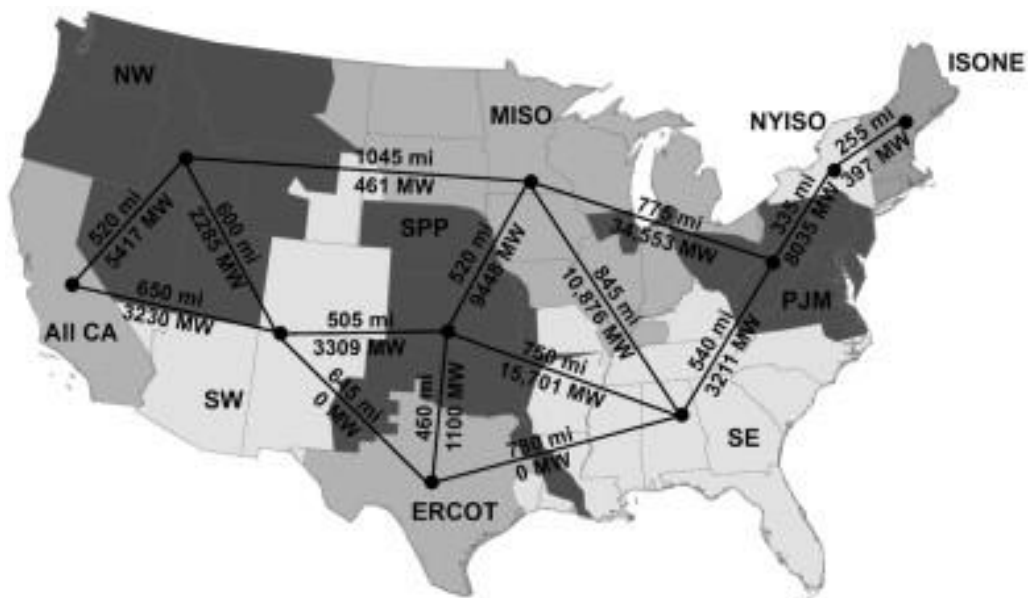 ISONE
NW
MISO
NYISO
255 mi
397 MW
1045 mi
461 MW
335 mi
8035 MW
520 mi
5417 MW
600 mi
2285 MW
SPP
775 mi
34,553 MW
520 mi
9448 MW
845 mi
10,876 MW
PJM
650 mi
3230 MW
All CA
505 mi
3309 MW
540 mi
3211 MW
750 mi
15,701 MW
SW
645 mi
0 MW
460 mi
1100 MW
SE
780 mi
0 MW
ERCOT